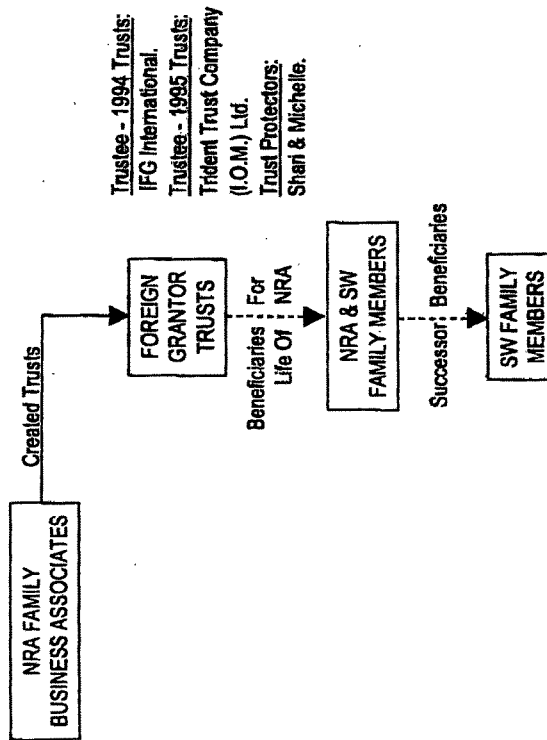 NRA FAMILY
BUSINESS ASSOCIATES
Created Trusts
FOREIGN
GRANTOR
TRUSTS
Trustee - 1994 Trusts:
IFG International.
Trustee - 1995 Trusts:
Trident Trust Company
(I.O.M.) Ltd.
Trust Protectors:
Shari & Michelle.
Beneficiaries For
Life Of NRA
NRA & SW
FAMILY MEMBERS
Successor Beneficiaries
SW FAMILY
MEMBERS